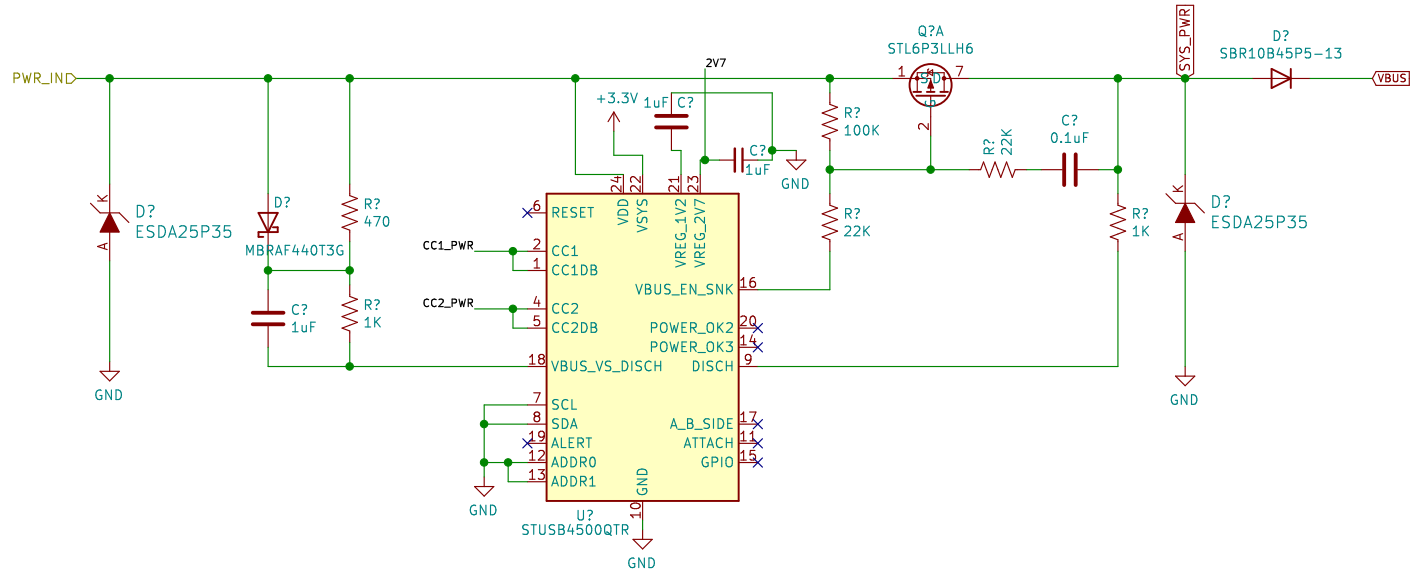 PWR_IN
D?
ESDA25P35
K
A
GND
D?
MBRAF440T3G
R?
470
C?
1uF
R?
1K
+3.3V
1uF C?
2V7
C?
1uF
GND
Q?A
STL6P3LLH6
1
S D
7
G
2
R?
100K
R?
22K
R?
22K
C?
0.1uF
SYS_PWR
D?
SBR10B45P5-13
VBUS
R?
1K
D?
ESDA25P35
K
A
GND
24
22
21
23
VDD
VSYS
VREG_1V2
VREG_2V7
6 RESET
CC1_PWR
2 CC1
1 CC1DB
CC2_PWR
4 CC2
5 CC2DB
18 VBUS_VS_DISCH
7 SCL
8 SDA
19 ALERT
12 ADDR0
13 ADDR1
GND
VBUS_EN_SNK 16
POWER_OK2 20
POWER_OK3 14
DISCH 9
A_B_SIDE 17
ATTACH 11
GPIO 15
GND
10
U?
STUSB4500QTR
GND